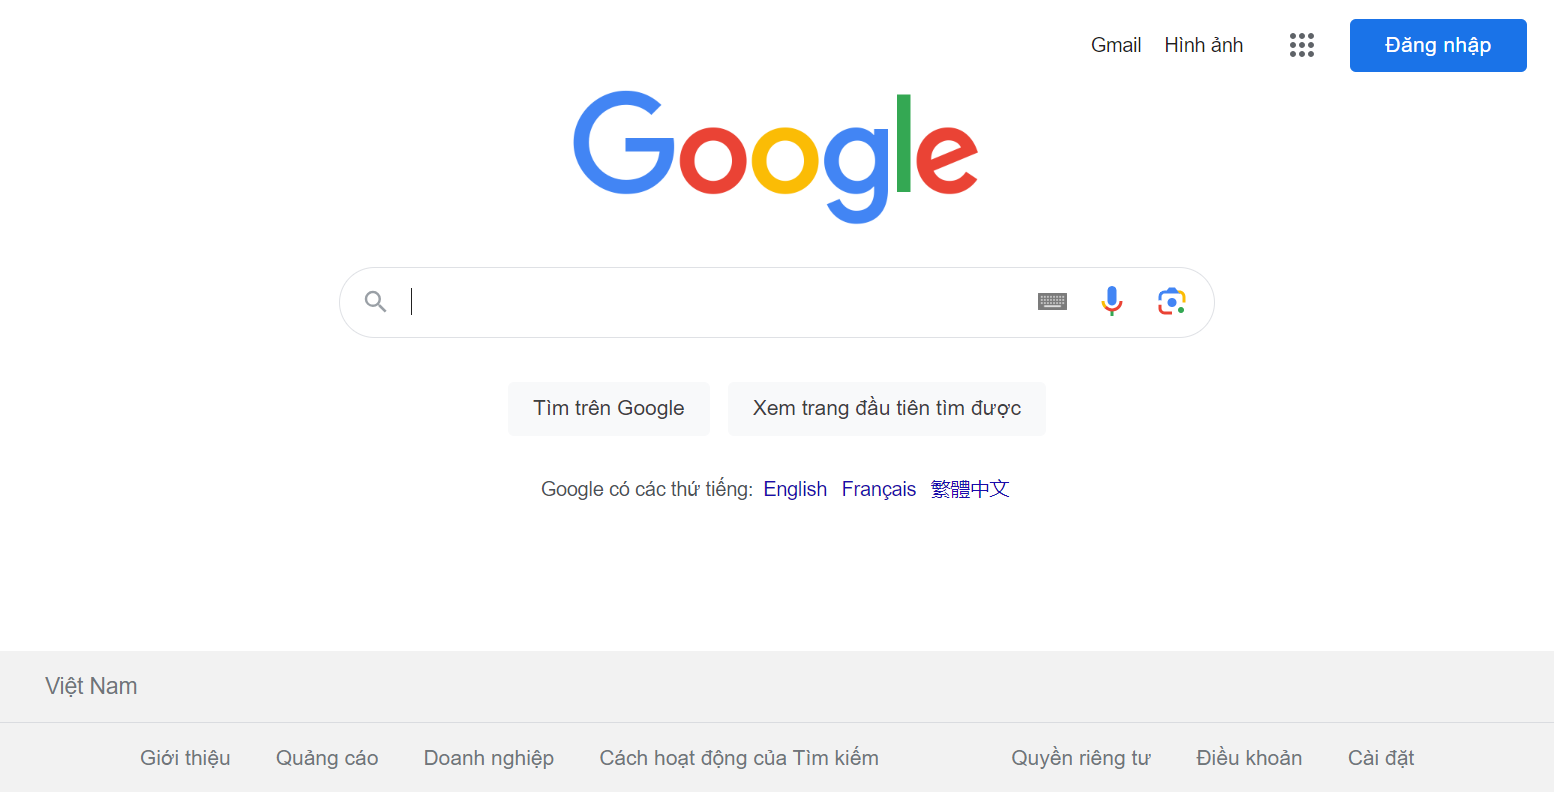 Gmail Hình ảnh Đăng nhập
Google
Tìm trên Google Xem trang đầu tiên tìm được
Google có các thứ tiếng: English Français 繁體中文
Việt Nam
Giới thiệu Quảng cáo Doanh nghiệp Cách hoạt động của Tìm kiếm Quyền riêng tư Điều khoản Cài đặt